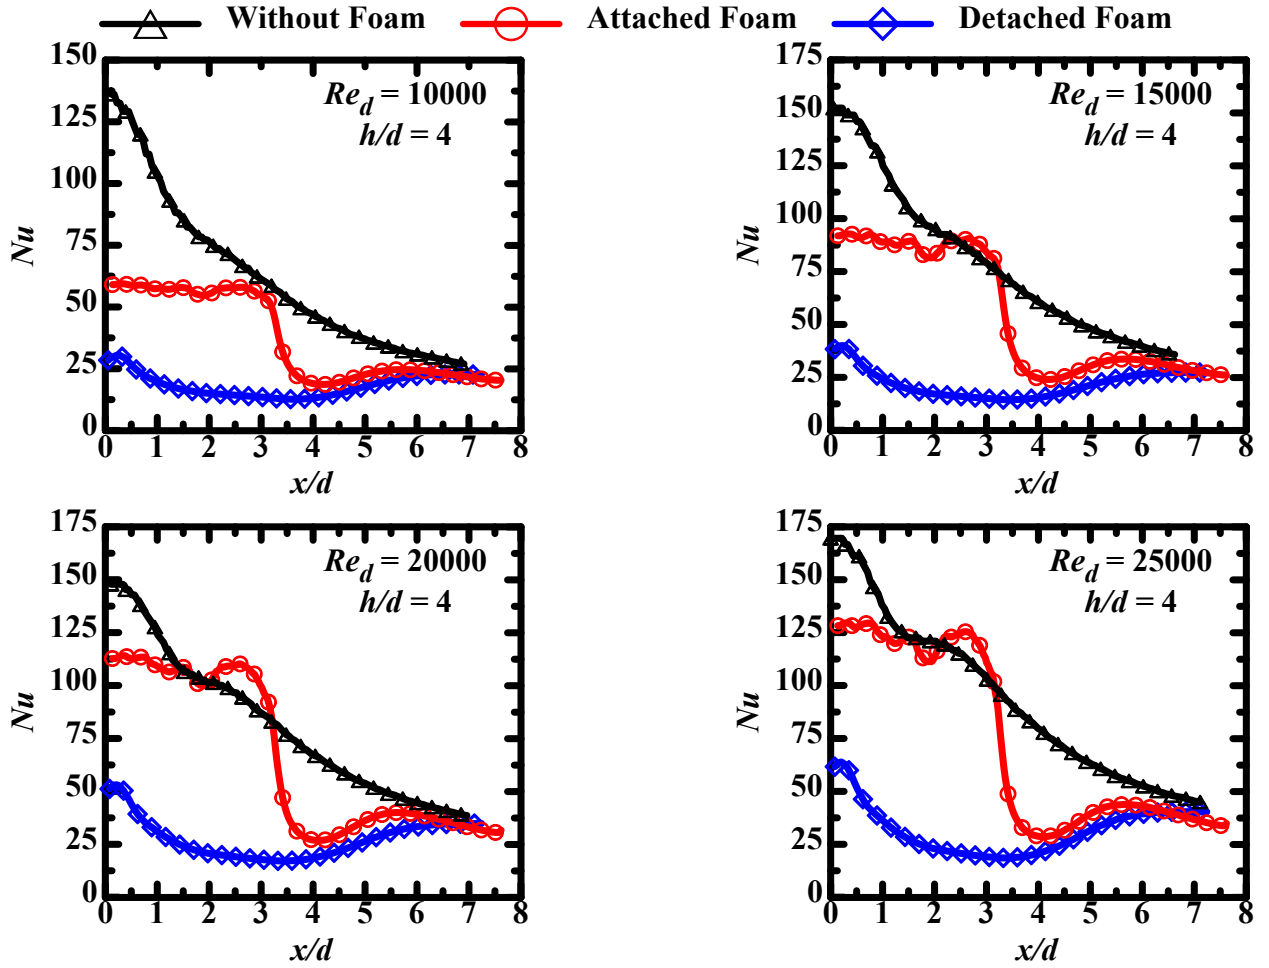 Without Foam Attached Foam Detached Foam
150
125
100
75
50
25
0
Nu
Re_d = 10000
h/d = 4
0 1 2 3 4 5 6 7 8
x/d
175
150
125
100
75
50
25
0
Nu
Re_d = 15000
h/d = 4
0 1 2 3 4 5 6 7 8
x/d
175
150
125
100
75
50
25
0
Nu
Re_d = 20000
h/d = 4
0 1 2 3 4 5 6 7 8
x/d
175
150
125
100
75
50
25
0
Nu
Re_d = 25000
h/d = 4
0 1 2 3 4 5 6 7 8
x/d